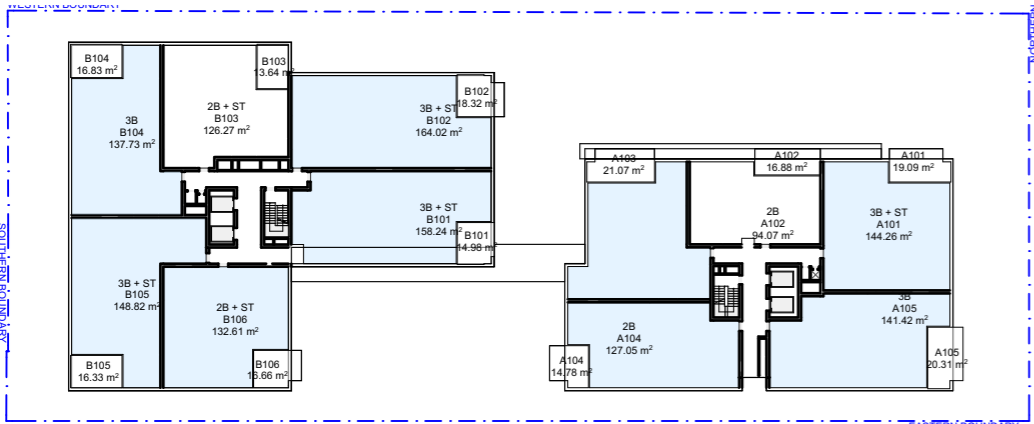 WESTERN BOUNDARY
NORTHERN
B104
16.83 m²
B103
13.64 m²
2B + ST
B103
126.27 m²
3B
B104
137.73 m²
B102
18.32 m²
3B + ST
B102
164.02 m²
3B + ST
B101
158.24 m²
B101
14.98 m²
3B + ST
B105
148.82 m²
2B + ST
B106
132.61 m²
B105
16.33 m²
B106
16.66 m²
SOUTHERN BOUNDARY
A103
21.07 m²
A102
16.88 m²
A101
19.09 m²
2B
A102
94.07 m²
3B + ST
A101
144.26 m²
3B
A105
141.42 m²
2B
A104
127.05 m²
A104
14.78 m²
A105
20.31 m²
EASTERN BOUNDARY